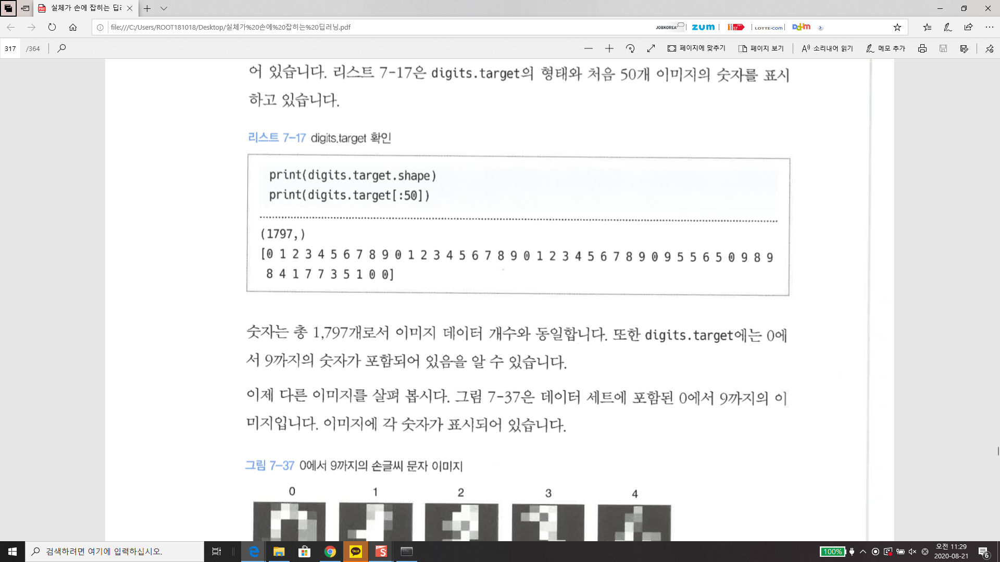 실체가 손에 잡히는 딥러
file:///C:/Users/ROOT181018/Desktop/실체가%20손에%20잡히는%20딥러닝.pdf
JOBKOREA
zum
11ST
LOTTE.com
Daum
317 /364
페이지에 맞추기
페이지 보기
소리내어 읽기
메모 추가
어 있습니다. 리스트 7-17은 digits.target의 형태와 처음 50개 이미지의 숫자를 표시
하고 있습니다.
리스트 7-17 digits.target 확인
print(digits.target.shape)
print(digits.target[:50])
(1797,)
[0 1 2 3 4 5 6 7 8 9 0 1 2 3 4 5 6 7 8 9 0 1 2 3 4 5 6 7 8 9 0 9 5 5 6 5 0 9 8 9
8 4 1 7 7 3 5 1 0 0]
숫자는 총 1,797개로서 이미지 데이터 개수와 동일합니다. 또한 digits.target에는 0에
서 9까지의 숫자가 포함되어 있음을 알 수 있습니다.
이제 다른 이미지를 살펴 봅시다. 그림 7-37은 데이터 세트에 포함된 0에서 9까지의 이
미지입니다. 이미지에 각 숫자가 표시되어 있습니다.
그림 7-37 0에서 9까지의 손글씨 문자 이미지
0 1 2 3 4
검색하려면 여기에 입력하십시오.
TALK
100%
오전 11:29
2020-08-21
6